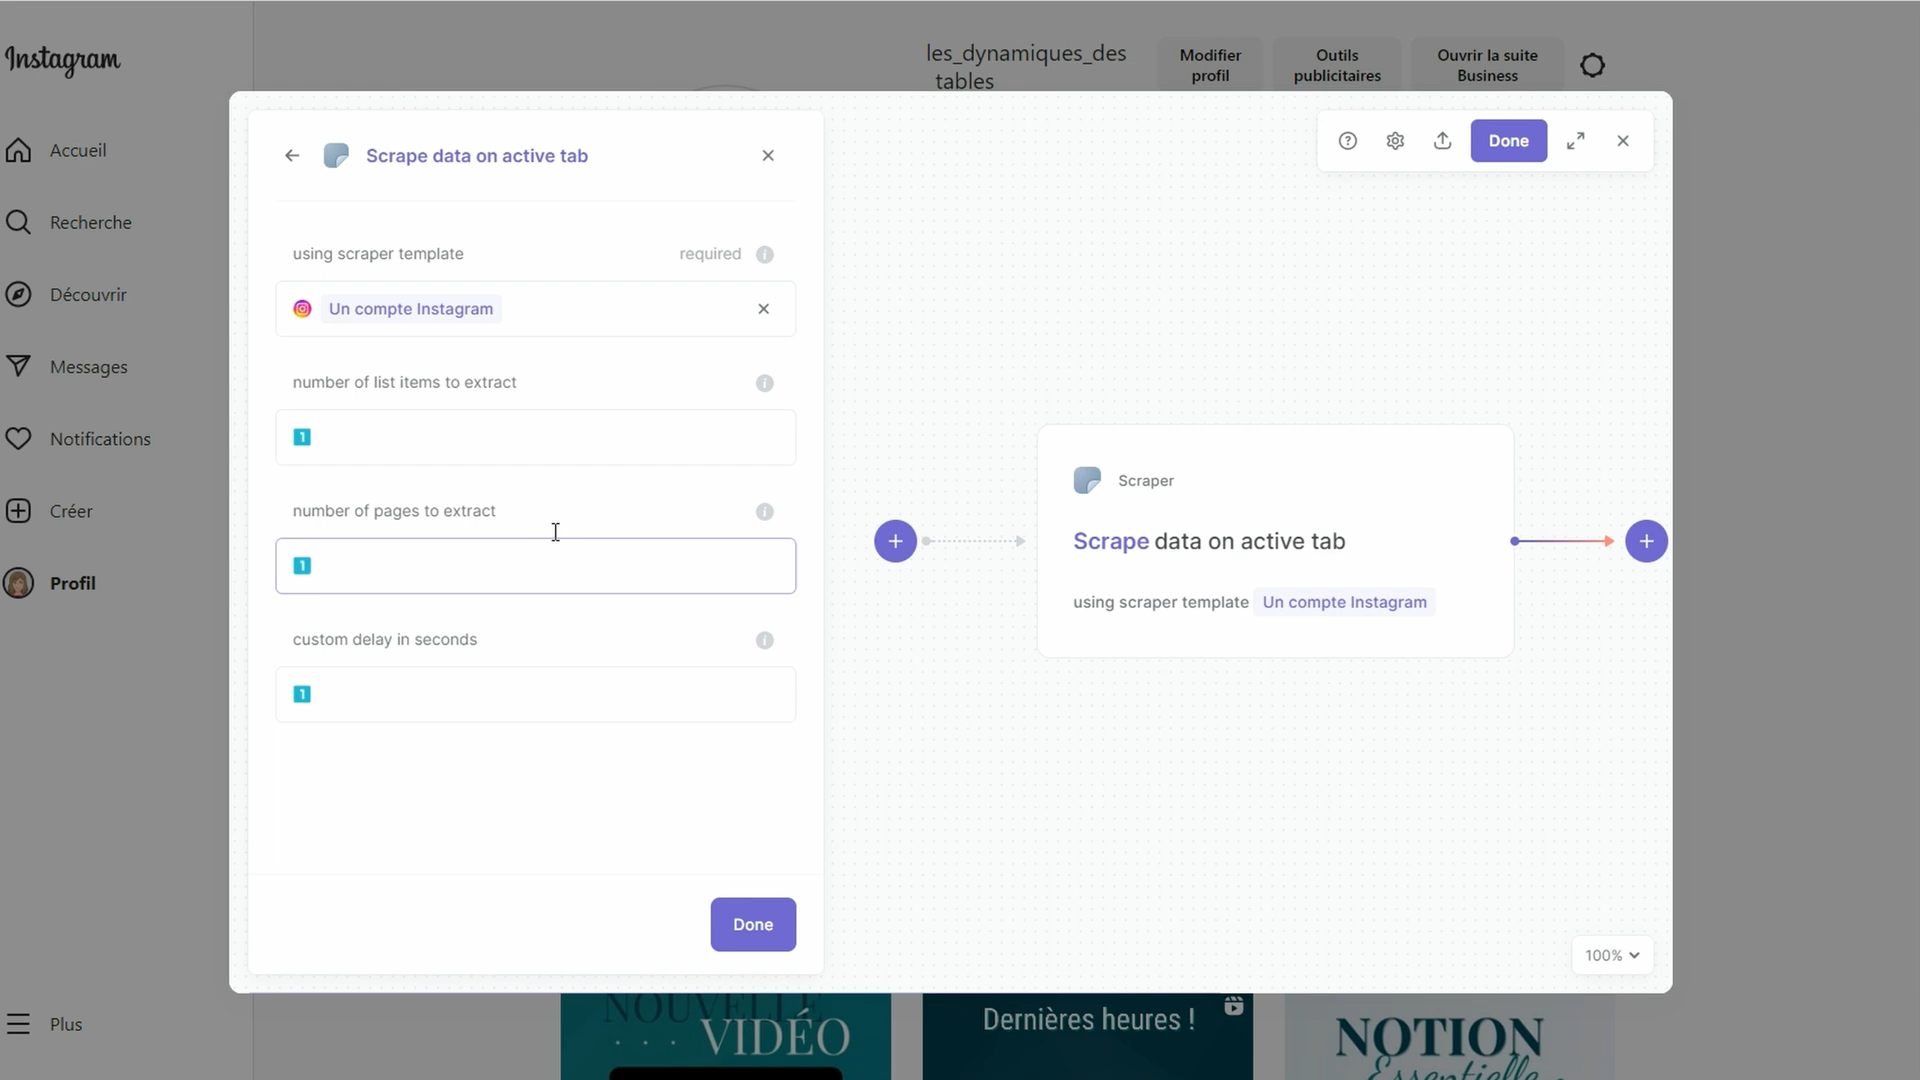 Instagram
Accueil
Recherche
Découvrir
Messages
Notifications
Créer
Profil
Plus
les_dynamiques_des
_tables
Modifier
profil
Outils
publicitaires
Ouvrir la suite
Business
Scrape data on active tab
using scraper template required
Un compte Instagram
number of list items to extract
1
number of pages to extract
1
custom delay in seconds
1
Done
Done
Scraper
Scrape data on active tab
using scraper template Un compte Instagram
100%
NOUVELLE
VIDÉO
Dernières heures !
NOTION
Essentielle